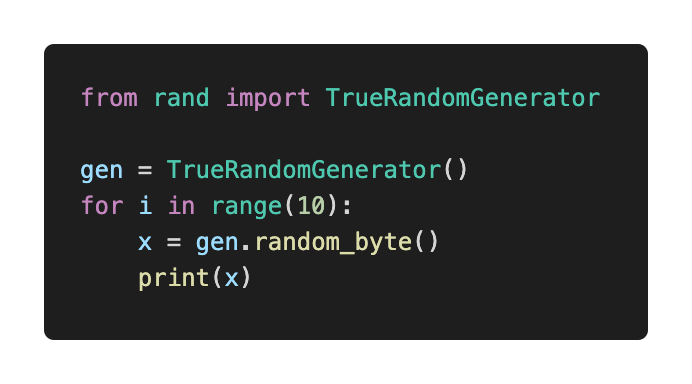 from rand import TrueRandomGenerator

gen = TrueRandomGenerator()
for i in range(10):
    x = gen.random_byte()
    print(x)